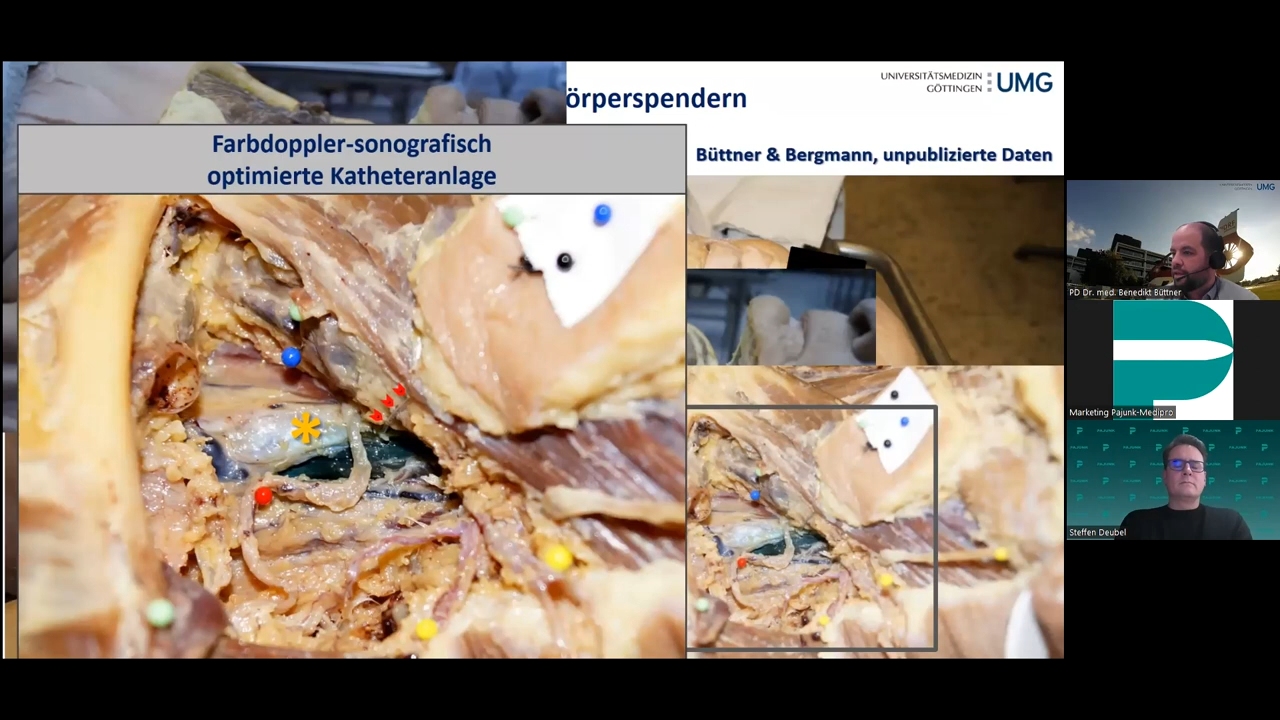 UNIVERSITÄTSMEDIZIN
GÖTTINGEN
UMG
örperspendern
Farbdoppler-sonografisch
optimierte Katheteranlage
Büttner & Bergmann, unpublizierte Daten
UMG
PD Dr. med. Benedikt Büttner
Marketing Pajunk-Medipro
Steffen Deubel